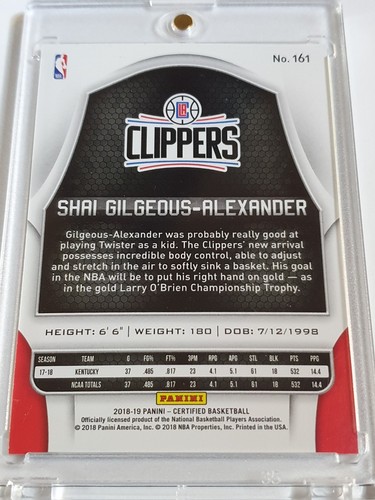 No. 161
CLIPPERS
SHAI GILGEOUS-ALEXANDER
Gilgeous-Alexander was probably really good at
playing Twister as a kid. The Clippers' new arrival
possesses incredible body control, able to adjust
and stretch in the air to softly sink a basket. His goal
in the NBA will be to put his right hand on gold — as
in the gold Larry O'Brien Championship Trophy.
HEIGHT: 6' 6" | WEIGHT: 180 | DOB: 7/12/1998
SEASON TEAM G FG% FT% 3PM RPG APG STL BLK PTS PPG
17-18 KENTUCKY 37 .485 .817 23 4.1 5.1 61 18 532 14.4
NCAA TOTALS 37 .485 .817 23 4.1 5.1 61 18 532 14.4
PANINI
2018-19 PANINI – CERTIFIED BASKETBALL
Officially licensed product of the National Basketball Players Association.
© 2018 Panini America, Inc. © 2018 NBA Properties, Inc. Printed in the USA.